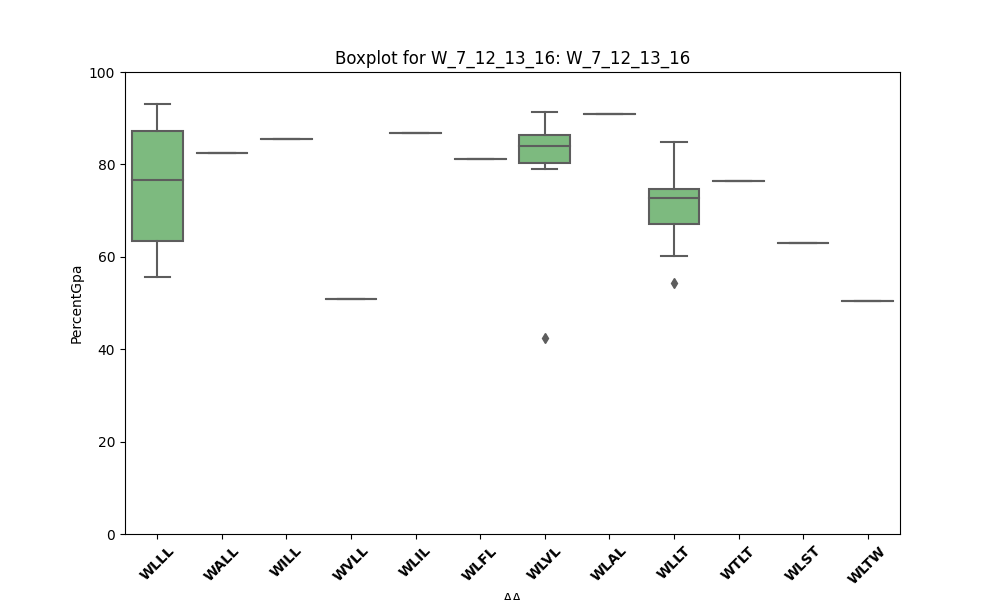 Boxplot for W_7_12_13_16: W_7_12_13_16
100
80
60
40
20
0
PercentGpa
WLLL WALL WILL WVLL WLIL WLFL WLVL WLAL WLLT WTLT WLST WLTW
AA